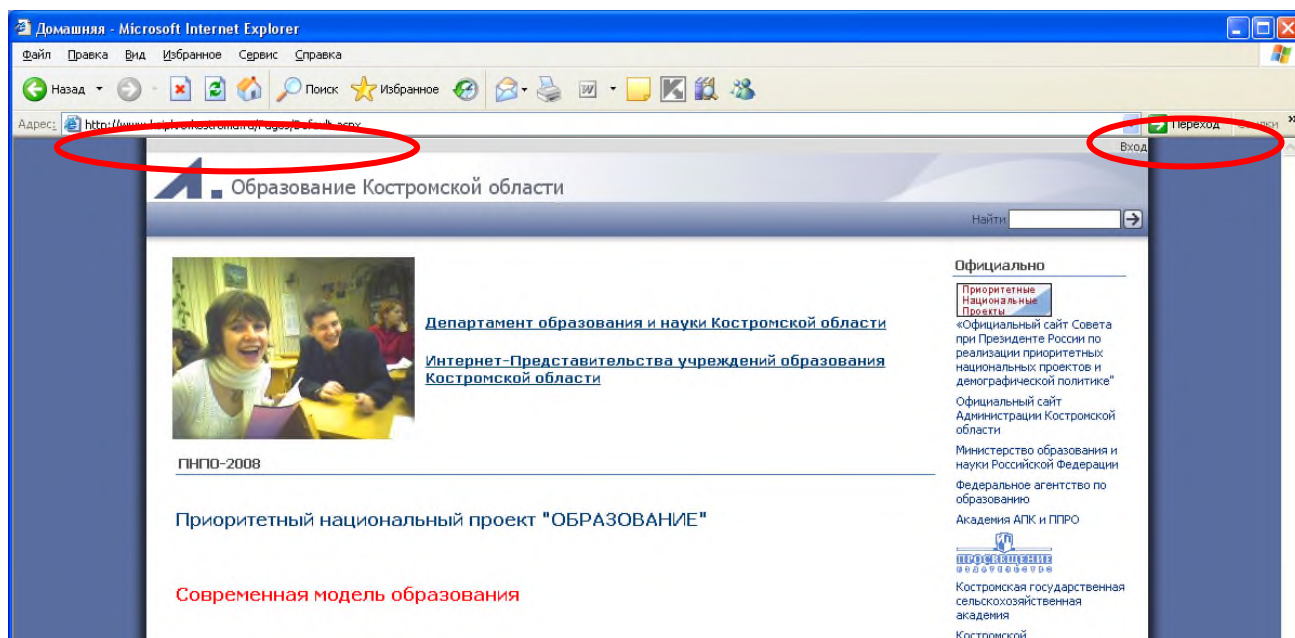 Домашняя - Microsoft Internet Explorer
Файл Правка Вид Избранное Сервис Справка
Назад Поиск Избранное
Адрес: Переход
Вход
Образование Костромской области
Найти
Официально
Приоритетные
Национальные
Проекты
«Официальный сайт Совета
при Президенте России по
реализации приоритетных
национальных проектов и
демографической политике"
Официальный сайт
Администрации Костромской
области
Министерство образования и
науки Российской Федерации
Федеральное агентство по
образованию
Академия АПК и ППРО
ПРОСВЕЩЕНИЕ
ИЗДАТЕЛЬСТВО
Костромская государственная
сельскохозяйственная
академия
Костромской
Департамент образования и науки Костромской области
Интернет-Представительства учреждений образования
Костромской области
ПНПО-2008
Приоритетный национальный проект "ОБРАЗОВАНИЕ"
Современная модель образования